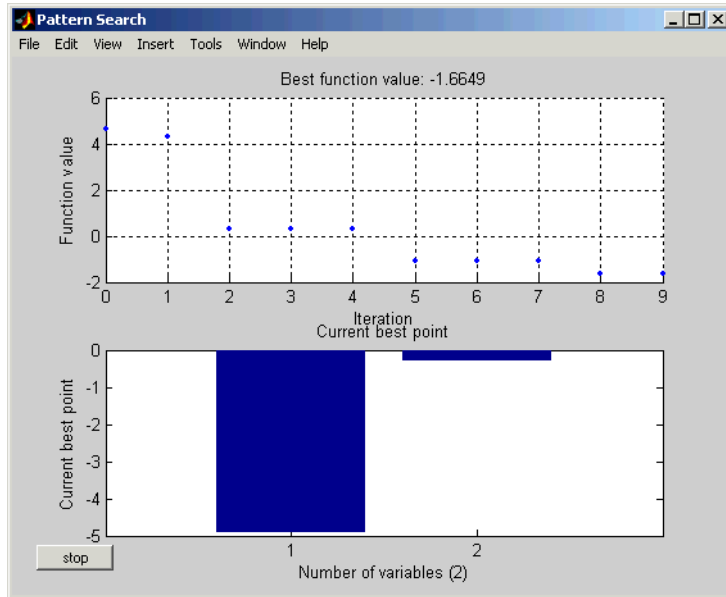 Pattern Search
File Edit View Insert Tools Window Help
Best function value: -1.6649
6
4
2
0
-2
Function value
0 1 2 3 4 5 6 7 8 9
Iteration
Current best point
0
-1
-2
-3
-4
-5
Current best point
1 2
Number of variables (2)
stop